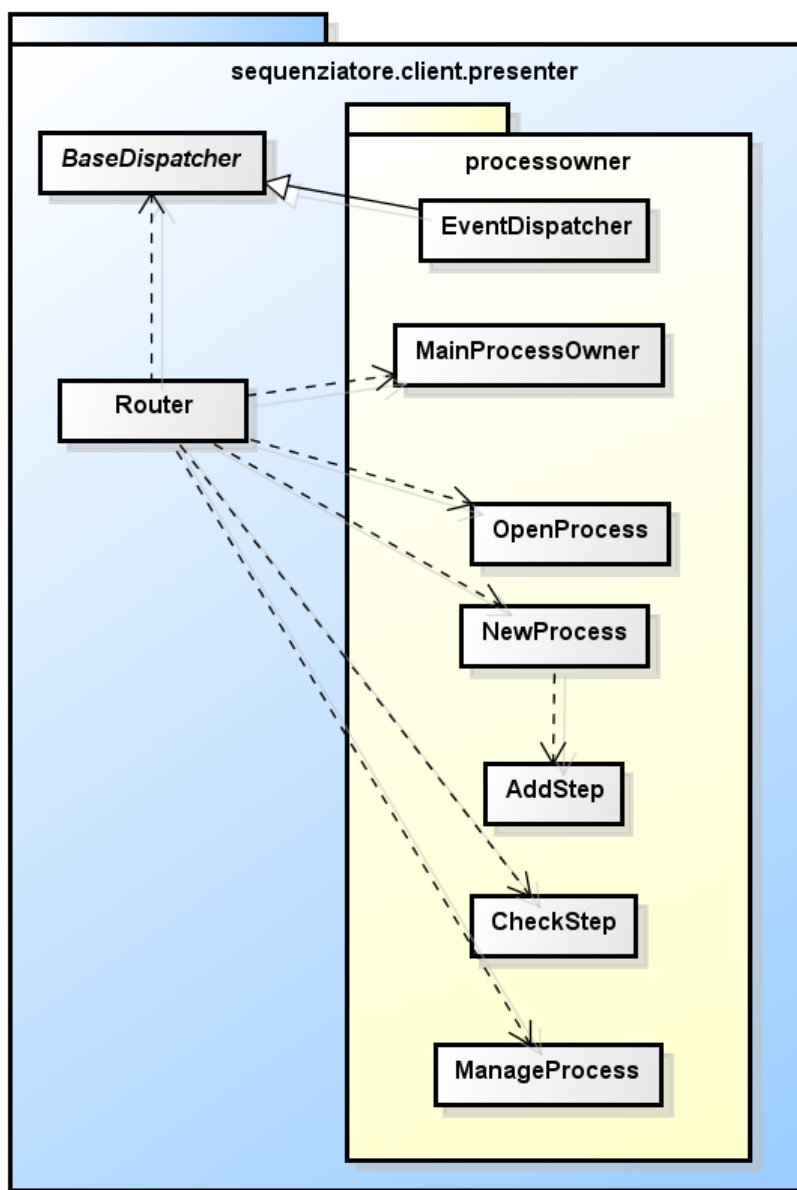 sequenziatore.client.presenter
BaseDispatcher
processowner
EventDispatcher
MainProcessOwner
Router
OpenProcess
NewProcess
AddStep
CheckStep
ManageProcess